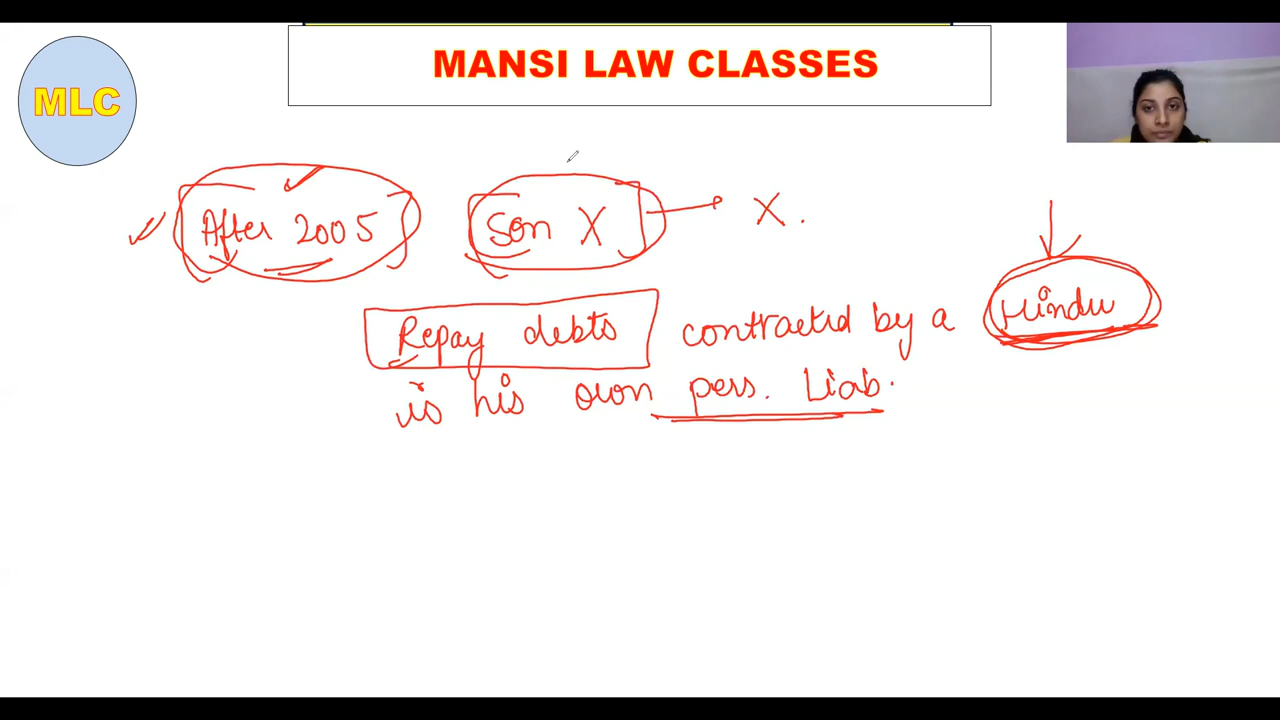 MANSI LAW CLASSES
MLC
After 2005 Son X X.
Repay debts contracted by a Hindu
is his own pers. Liab.